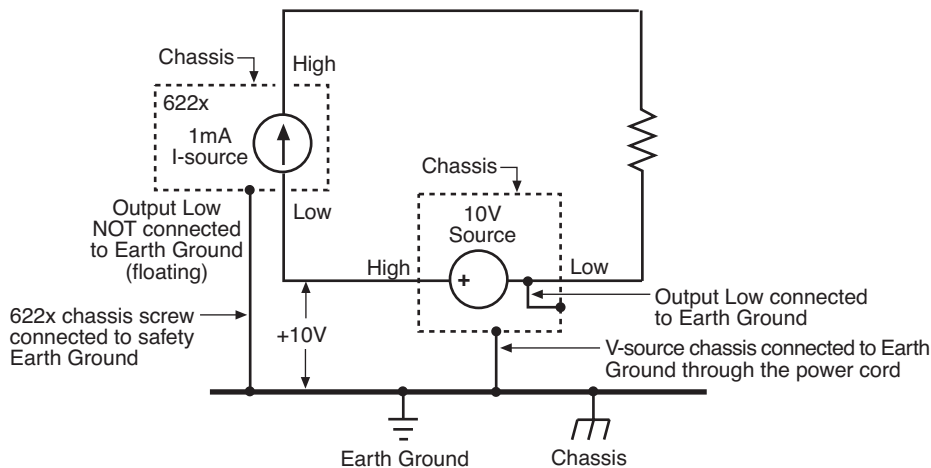 Chassis
High
622x
1mA
I-source
Chassis
10V
Source
Output Low
NOT connected
to Earth Ground
(floating)
Low
High
+
Low
Output Low connected
to Earth Ground
622x chassis screw
connected to safety
Earth Ground
+10V
V-source chassis connected to Earth
Ground through the power cord
Earth Ground
Chassis